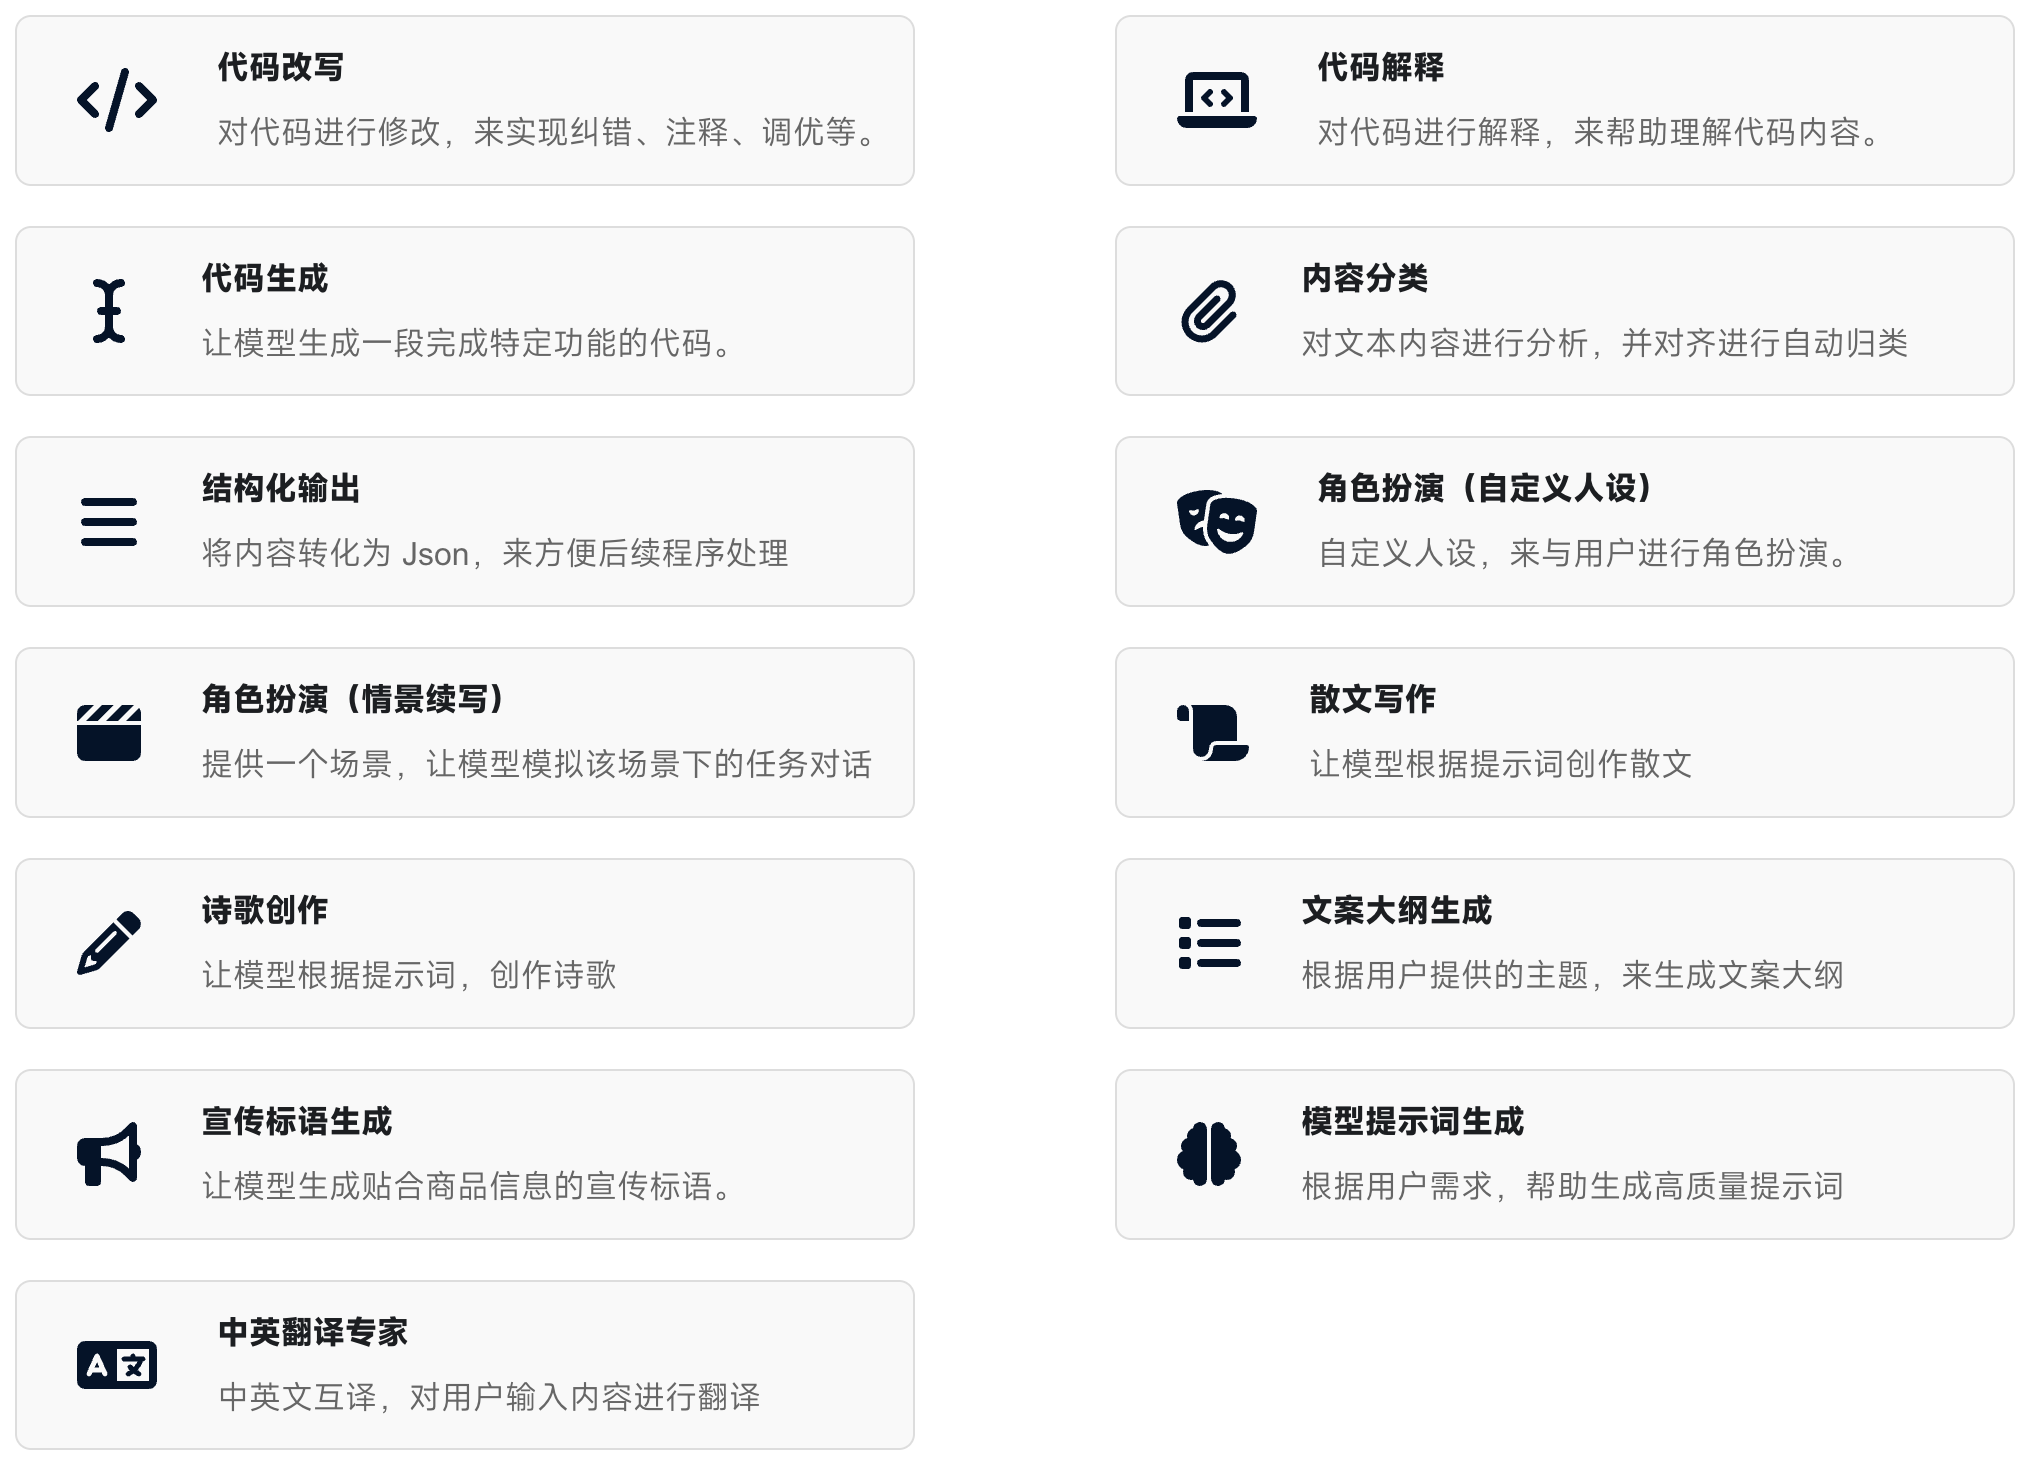 代码改写
对代码进行修改，来实现纠错、注释、调优等。
代码解释
对代码进行解释，来帮助理解代码内容。
代码生成
让模型生成一段完成特定功能的代码。
内容分类
对文本内容进行分析，并对齐进行自动归类
结构化输出
将内容转化为 Json，来方便后续程序处理
角色扮演（自定义人设）
自定义人设，来与用户进行角色扮演。
角色扮演（情景续写）
提供一个场景，让模型模拟该场景下的任务对话
散文写作
让模型根据提示词创作散文
诗歌创作
让模型根据提示词，创作诗歌
文案大纲生成
根据用户提供的主题，来生成文案大纲
宣传标语生成
让模型生成贴合商品信息的宣传标语。
模型提示词生成
根据用户需求，帮助生成高质量提示词
A 文
中英翻译专家
中英文互译，对用户输入内容进行翻译